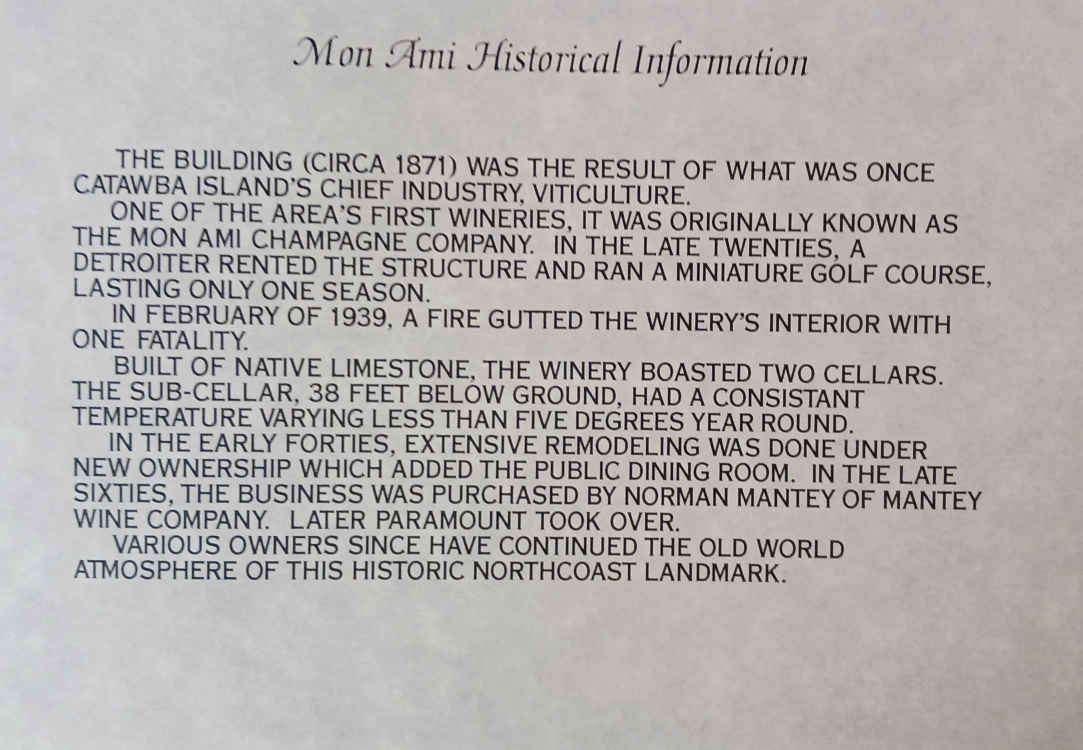 Mon Ami Historical Information
THE BUILDING (CIRCA 1871) WAS THE RESULT OF WHAT WAS ONCE
CATAWBA ISLAND'S CHIEF INDUSTRY, VITICULTURE.
ONE OF THE AREA'S FIRST WINERIES, IT WAS ORIGINALLY KNOWN AS
THE MON AMI CHAMPAGNE COMPANY. IN THE LATE TWENTIES, A
DETROITER RENTED THE STRUCTURE AND RAN A MINIATURE GOLF COURSE,
LASTING ONLY ONE SEASON.
IN FEBRUARY OF 1939, A FIRE GUTTED THE WINERY'S INTERIOR WITH
ONE FATALITY.
BUILT OF NATIVE LIMESTONE, THE WINERY BOASTED TWO CELLARS.
THE SUB-CELLAR, 38 FEET BELOW GROUND, HAD A CONSISTANT
TEMPERATURE VARYING LESS THAN FIVE DEGREES YEAR ROUND.
IN THE EARLY FORTIES, EXTENSIVE REMODELING WAS DONE UNDER
NEW OWNERSHIP WHICH ADDED THE PUBLIC DINING ROOM. IN THE LATE
SIXTIES, THE BUSINESS WAS PURCHASED BY NORMAN MANTEY OF MANTEY
WINE COMPANY. LATER PARAMOUNT TOOK OVER.
VARIOUS OWNERS SINCE HAVE CONTINUED THE OLD WORLD
ATMOSPHERE OF THIS HISTORIC NORTHCOAST LANDMARK.